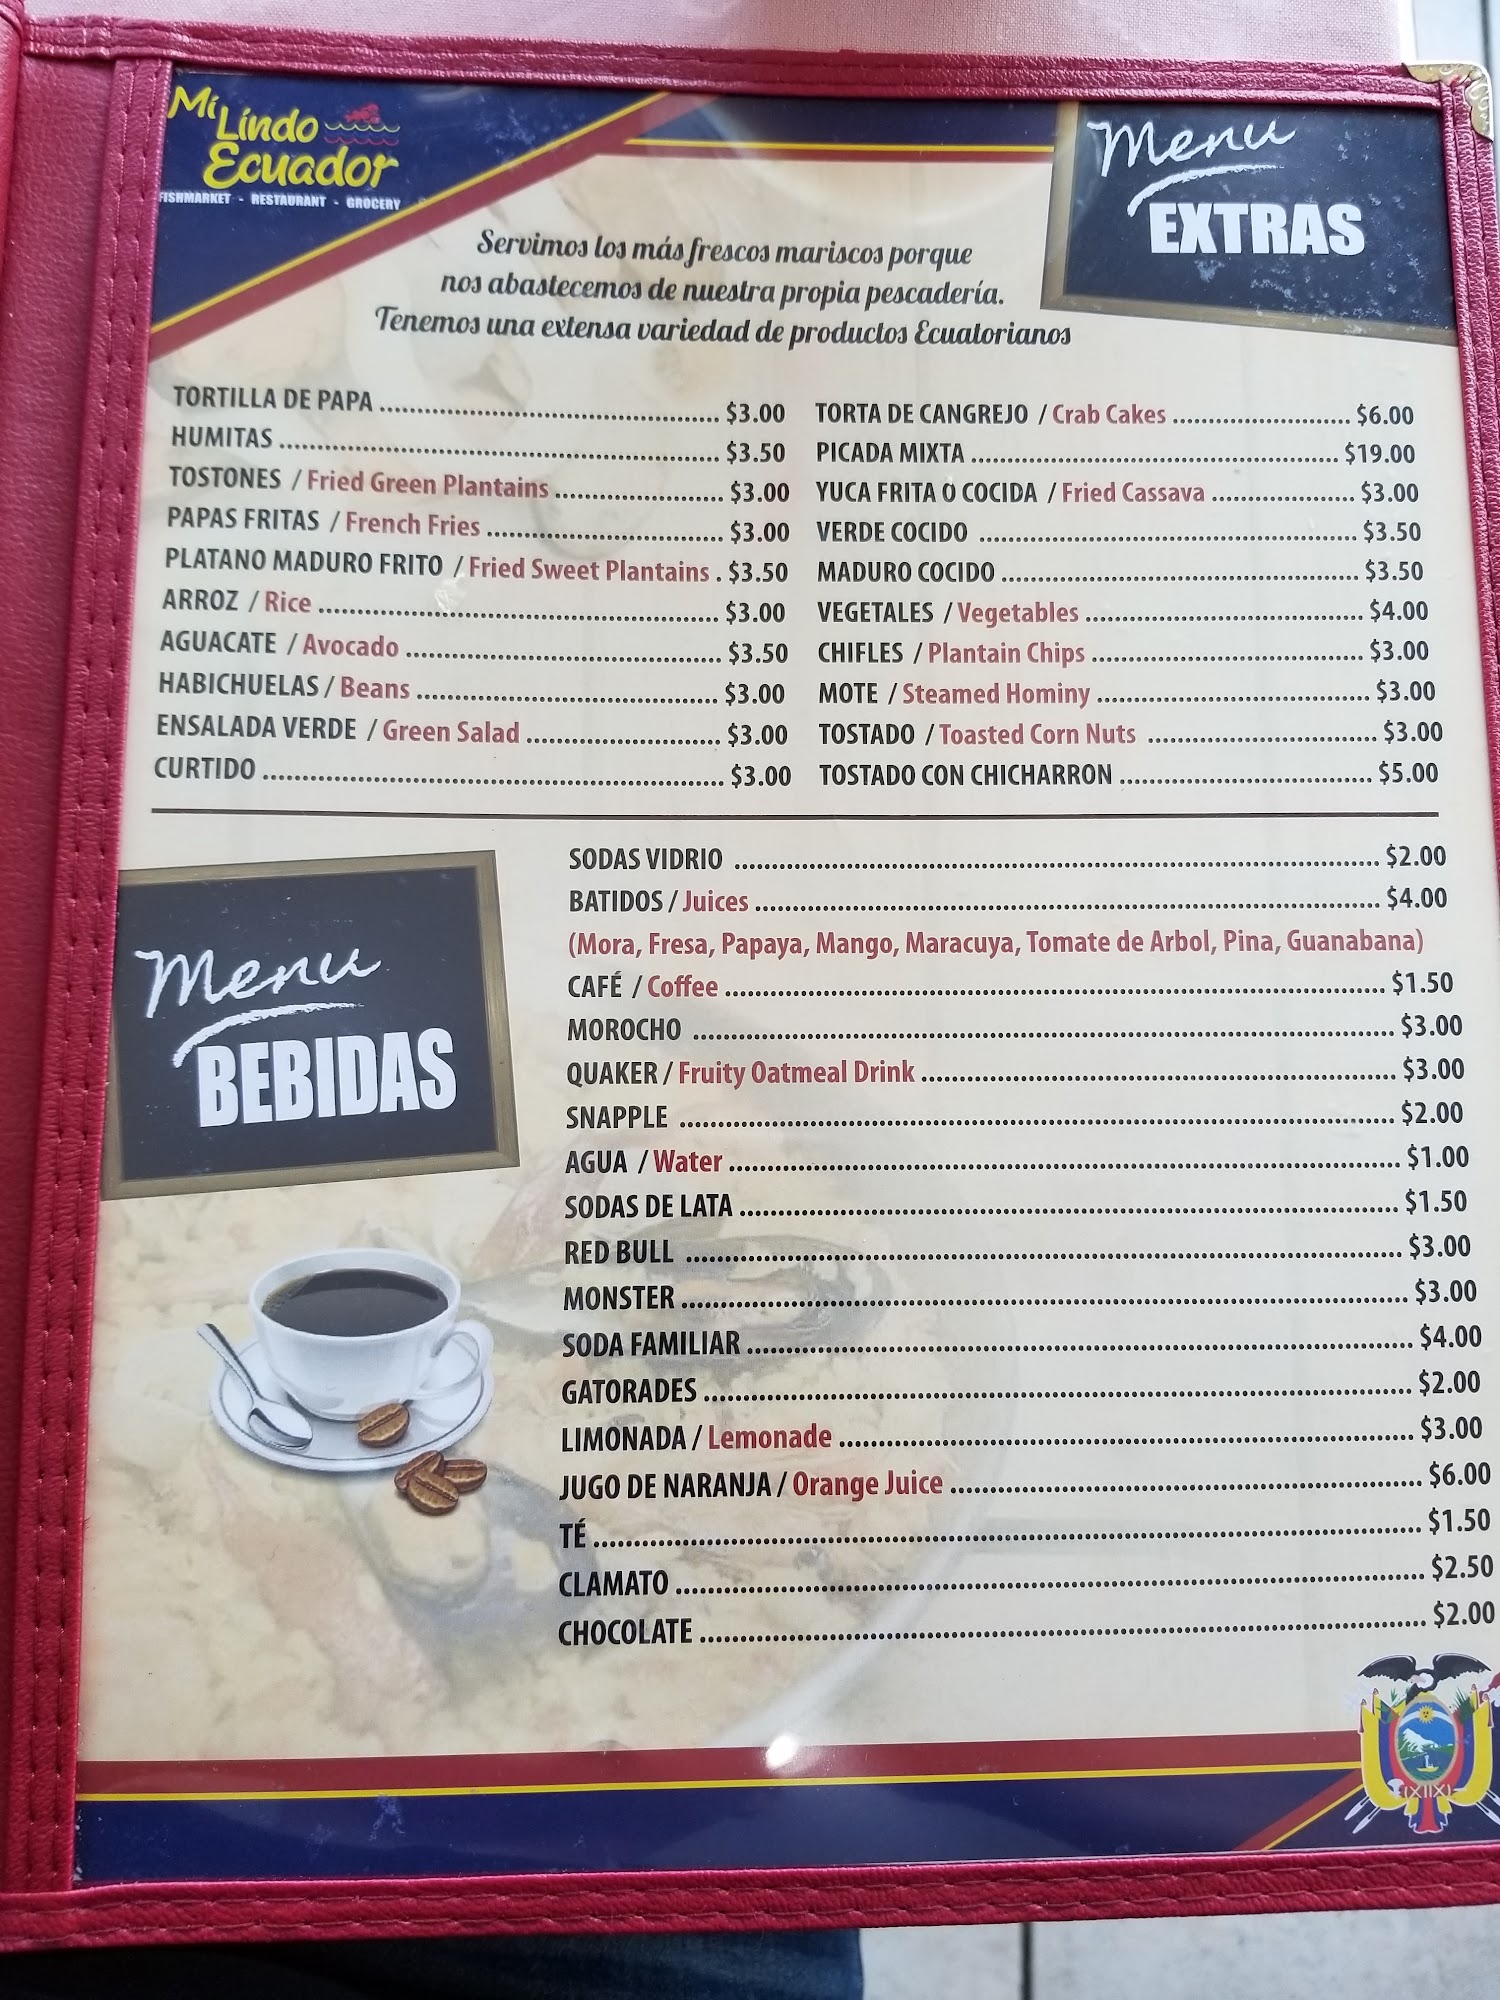 Mi
Lindo
Ecuador
FISHMARKET - RESTAURANT - GROCERY
Menu
EXTRAS
Servimos los más frescos mariscos porque
nos abastecemos de nuestra propia pescadería.
Tenemos una extensa variedad de productos Ecuatorianos
TORTILLA DE PAPA ........ $3.00
HUMITAS ........ $3.50
TOSTONES / Fried Green Plantains ........ $3.00
PAPAS FRITAS / French Fries ........ $3.00
PLATANO MADURO FRITO / Fried Sweet Plantains . $3.50
ARROZ / Rice ........ $3.00
AGUACATE / Avocado ........ $3.50
HABICHUELAS / Beans ........ $3.00
ENSALADA VERDE / Green Salad ........ $3.00
CURTIDO ........ $3.00
TORTA DE CANGREJO / Crab Cakes ........ $6.00
PICADA MIXTA ........ $19.00
YUCA FRITA O COCIDA / Fried Cassava ........ $3.00
VERDE COCIDO ........ $3.50
MADURO COCIDO ........ $3.50
VEGETALES / Vegetables ........ $4.00
CHIFLES / Plantain Chips ........ $3.00
MOTE / Steamed Hominy ........ $3.00
TOSTADO / Toasted Corn Nuts ........ $3.00
TOSTADO CON CHICHARRON ........ $5.00
Menu
BEBIDAS
SODAS VIDRIO ........ $2.00
BATIDOS / Juices ........ $4.00
(Mora, Fresa, Papaya, Mango, Maracuya, Tomate de Arbol, Pina, Guanabana)
CAFÉ / Coffee ........ $1.50
MOROCHO ........ $3.00
QUAKER / Fruity Oatmeal Drink ........ $3.00
SNAPPLE ........ $2.00
AGUA / Water ........ $1.00
SODAS DE LATA ........ $1.50
RED BULL ........ $3.00
MONSTER ........ $3.00
SODA FAMILIAR ........ $4.00
GATORADES ........ $2.00
LIMONADA / Lemonade ........ $3.00
JUGO DE NARANJA / Orange Juice ........ $6.00
TÉ ........ $1.50
CLAMATO ........ $2.50
CHOCOLATE ........ $2.00